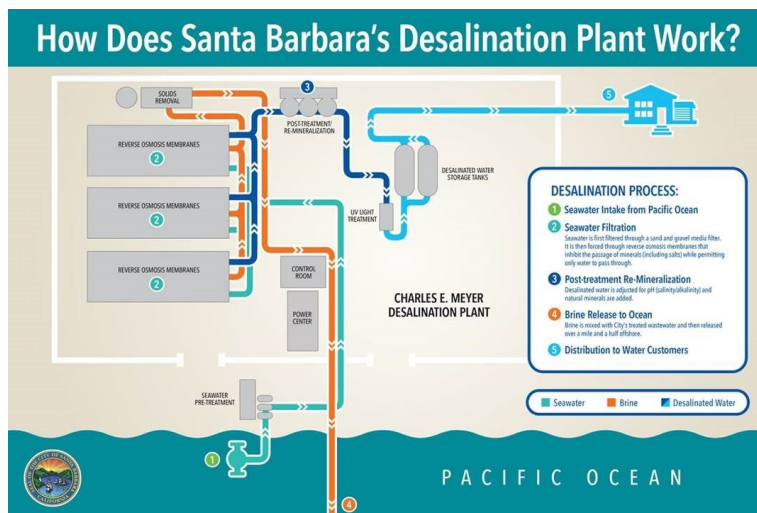 How Does Santa Barbara's Desalination Plant Work?
SOLIDS
REMOVAL
3
POST-TREATMENT/
RE-MINERALIZATION
5
REVERSE OSMOSIS MEMBRANES
2
REVERSE OSMOSIS MEMBRANES
2
REVERSE OSMOSIS MEMBRANES
2
DESALINATED WATER
STORAGE TANKS
UV LIGHT
TREATMENT
CONTROL
ROOM
POWER
CENTER
CHARLES E. MEYER
DESALINATION PLANT
SEAWATER
PRE-TREATMENT
1
4
DESALINATION PROCESS:
1 Seawater Intake from Pacific Ocean
2 Seawater Filtration
Seawater is first filtered through a sand and gravel media filter.
It is then forced through reverse osmosis membranes that
inhibit the passage of minerals (including salts) while permitting
only water to pass through.
3 Post-treatment Re-Mineralization
Desalinated water is adjusted for pH (salinity/alkalinity) and
natural minerals are added.
4 Brine Release to Ocean
Brine is mixed with City's treated wastewater and then released
over a mile and a half offshore.
5 Distribution to Water Customers
Seawater Brine Desalinated Water
PACIFIC OCEAN